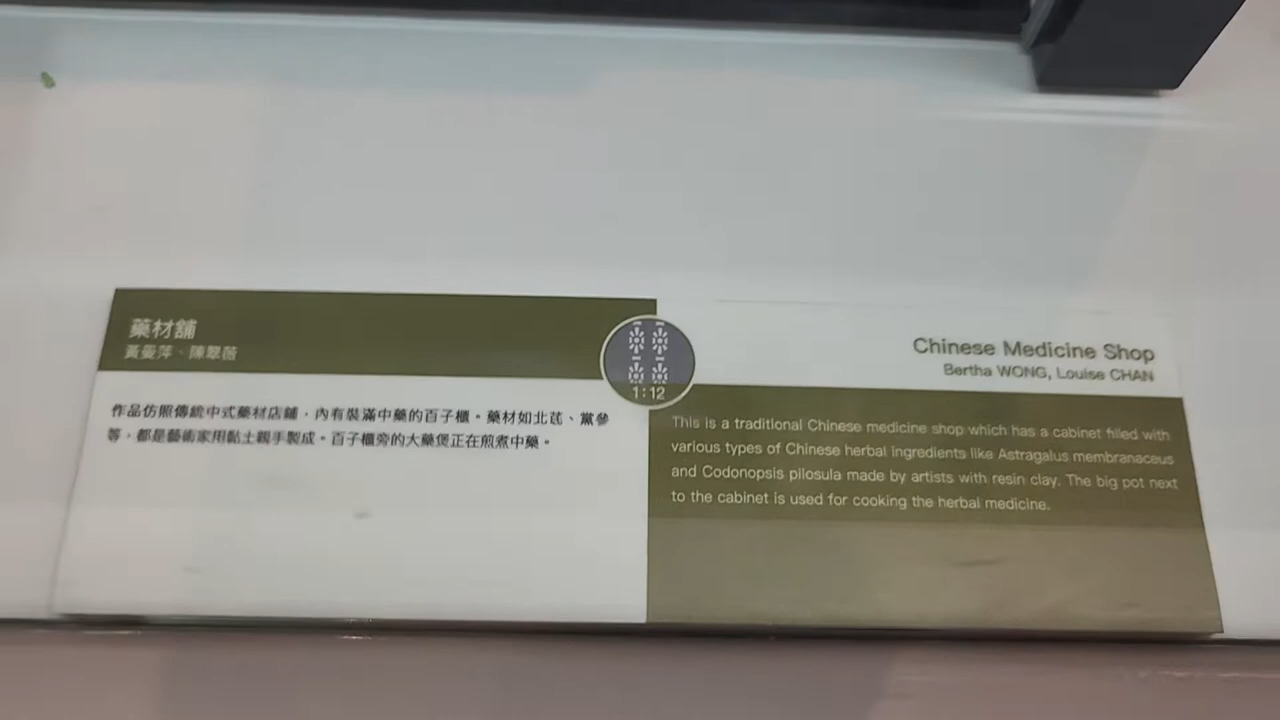 藥材舖
黃曼萍、陳翠薇
作品仿照傳統中式藥材店鋪，內有裝滿中藥的百子櫃。藥材如北芪、黨參
等，都是藝術家用黏土親手製成。百子櫃旁的大藥煲正在煎煮中藥。
1:12
Chinese Medicine Shop
Bertha WONG, Louise CHAN
This is a traditional Chinese medicine shop which has a cabinet filled with
various types of Chinese herbal ingredients like Astragalus membranaceus
and Codonopsis pilosula made by artists with resin clay. The big pot next
to the cabinet is used for cooking the herbal medicine.